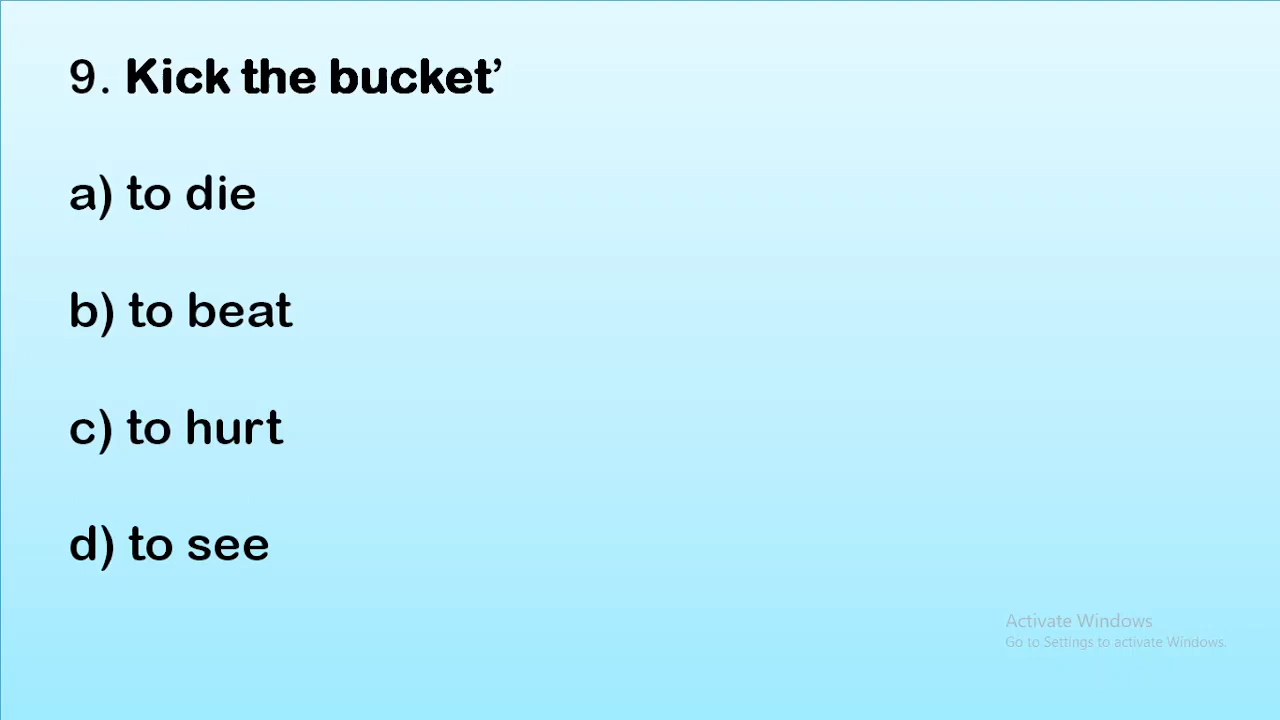 9. Kick the bucket’
a) to die
b) to beat
c) to hurt
d) to see
Activate Windows
Go to Settings to activate Windows.